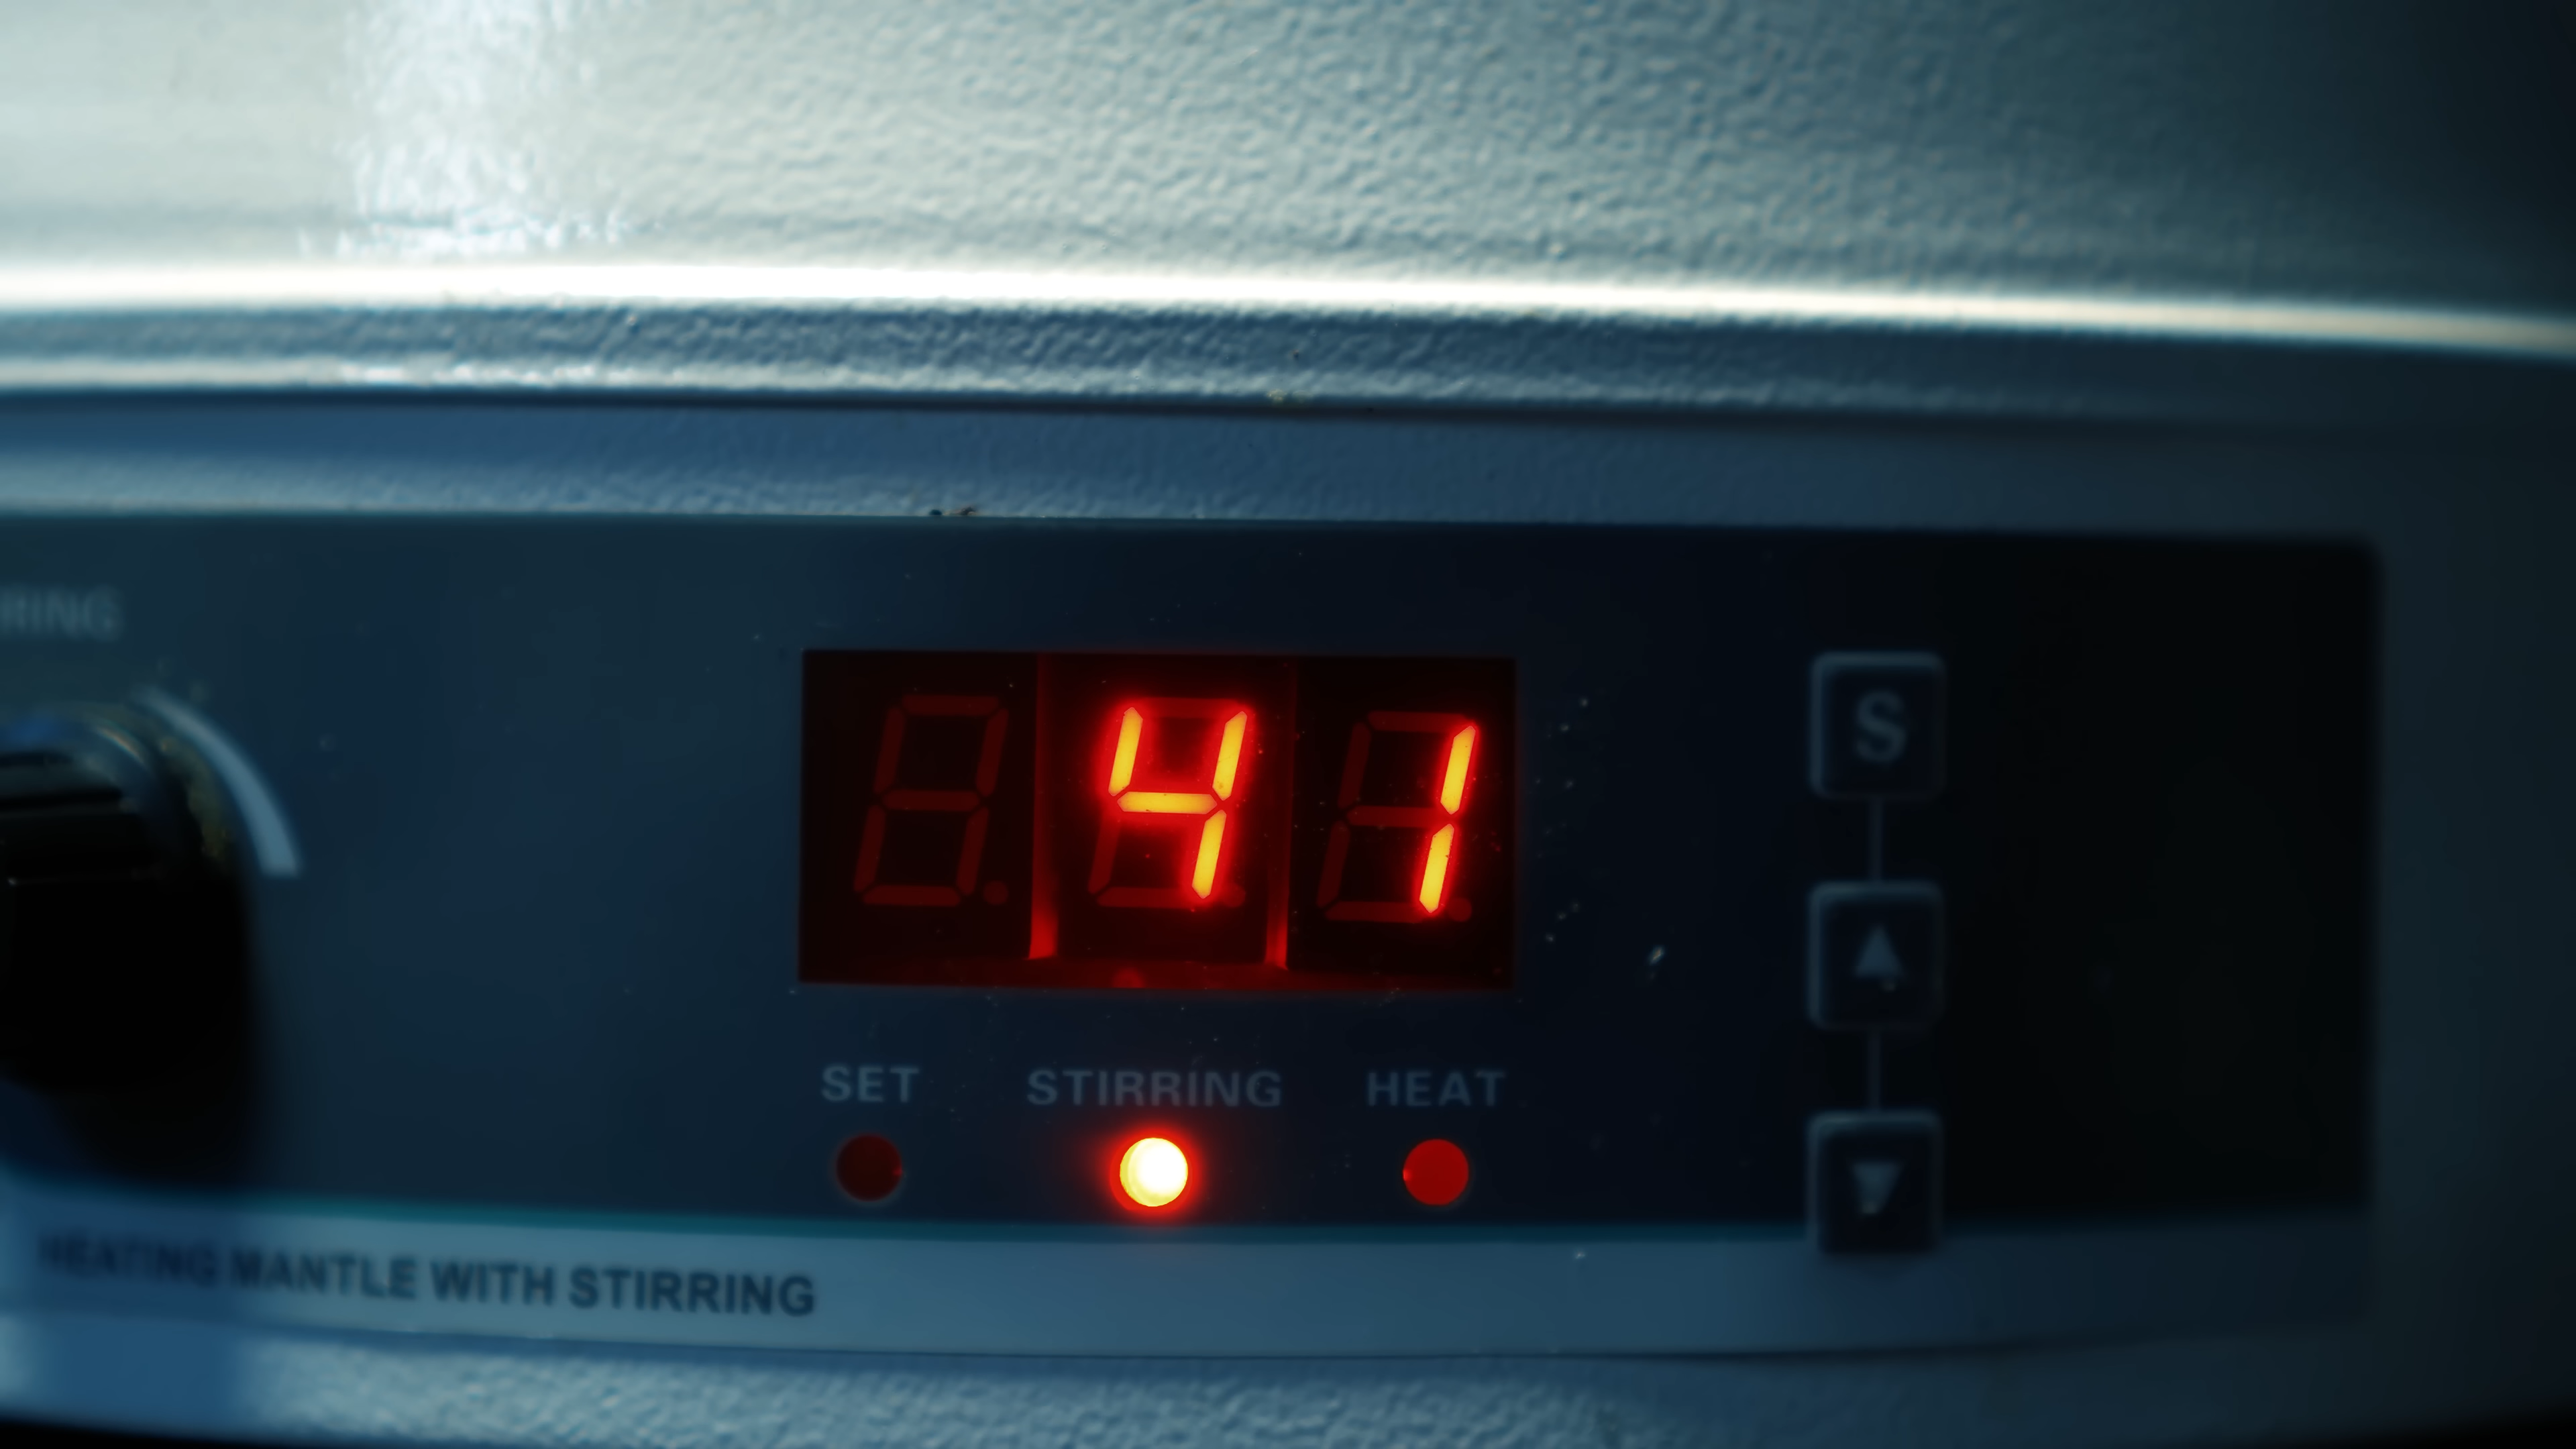 RING
41
S
SET STIRRING HEAT
HEATING MANTLE WITH STIRRING